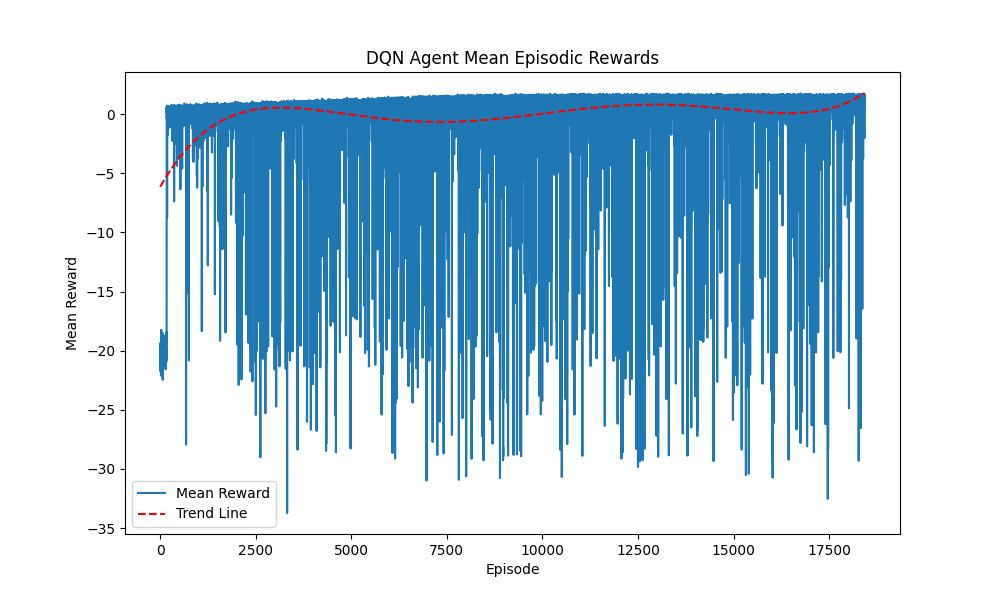 DQN Agent Mean Episodic Rewards
Mean Reward
0
−5
−10
−15
−20
−25
−30
−35
Mean Reward
Trend Line
0 2500 5000 7500 10000 12500 15000 17500
Episode